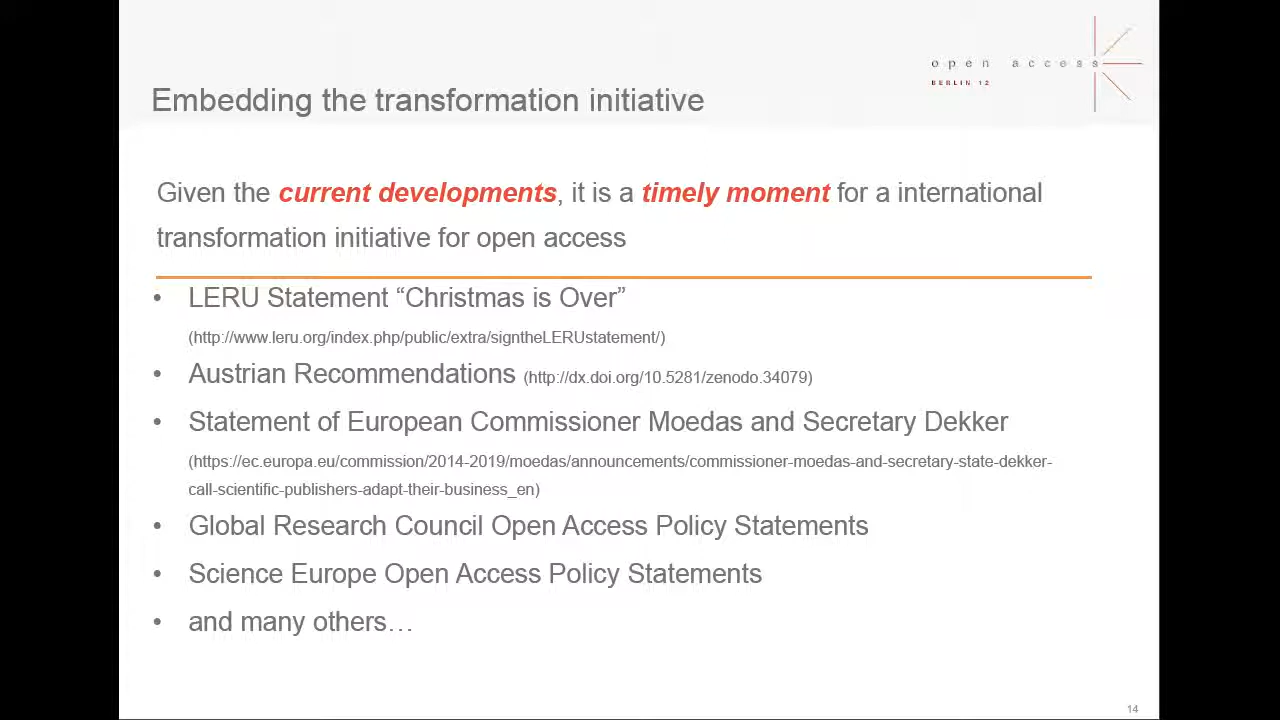 open access
BERLIN 12
Embedding the transformation initiative
Given the current developments, it is a timely moment for a international
transformation initiative for open access
• LERU Statement “Christmas is Over”
(http://www.leru.org/index.php/public/extra/signtheLERUstatement/)
• Austrian Recommendations (http://dx.doi.org/10.5281/zenodo.34079)
• Statement of European Commissioner Moedas and Secretary Dekker
(https://ec.europa.eu/commission/2014-2019/moedas/announcements/commissioner-moedas-and-secretary-state-dekker-
call-scientific-publishers-adapt-their-business_en)
• Global Research Council Open Access Policy Statements
• Science Europe Open Access Policy Statements
• and many others…
14